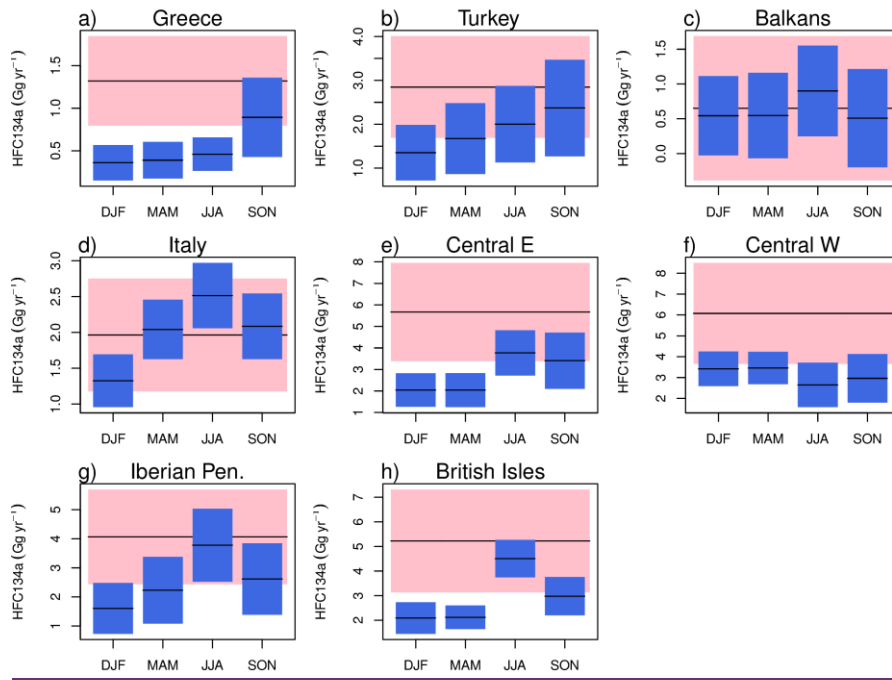 a) Greece
HFC134a (Gg yr⁻¹)
0.5 1.0 1.5
DJF MAM JJA SON
b) Turkey
HFC134a (Gg yr⁻¹)
1.0 2.0 3.0 4.0
DJF MAM JJA SON
c) Balkans
HFC134a (Gg yr⁻¹)
0.0 0.5 1.0 1.5
DJF MAM JJA SON
d) Italy
HFC134a (Gg yr⁻¹)
1.0 1.5 2.0 2.5 3.0
DJF MAM JJA SON
e) Central E
HFC134a (Gg yr⁻¹)
1 2 3 4 5 6 7 8
DJF MAM JJA SON
f) Central W
HFC134a (Gg yr⁻¹)
2 3 4 5 6 7 8
DJF MAM JJA SON
g) Iberian Pen.
HFC134a (Gg yr⁻¹)
1 2 3 4 5
DJF MAM JJA SON
h) British Isles
HFC134a (Gg yr⁻¹)
2 3 4 5 6 7
DJF MAM JJA SON